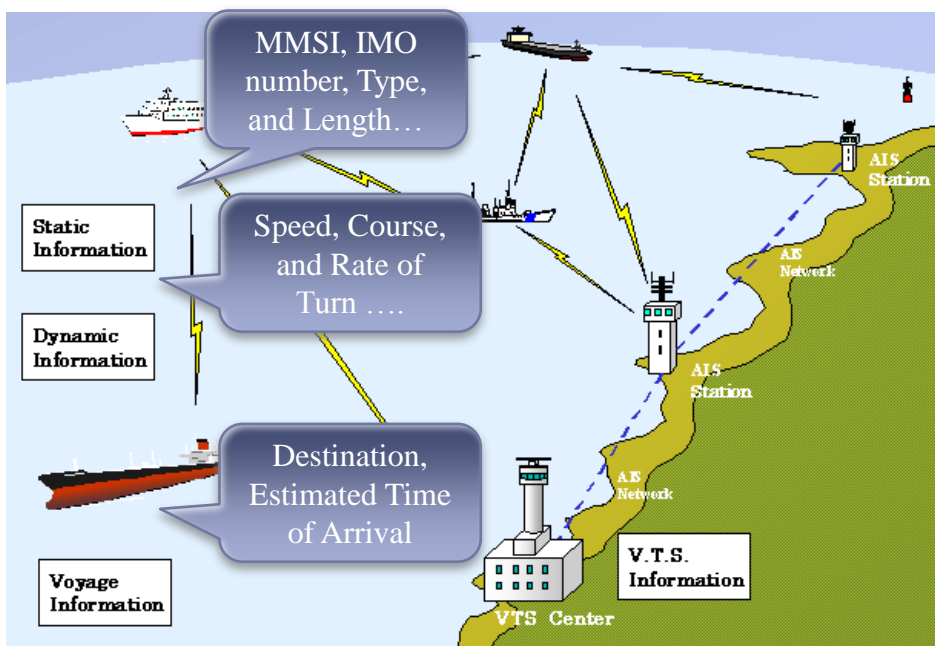 MMSI, IMO
number, Type,
and Length…
Static
Information
Speed, Course,
and Rate of
Turn ….
Dynamic
Information
Destination,
Estimated Time
of Arrival
Voyage
Information
AIS
Station
AIS
Network
AIS
Station
AIS
Network
V.T.S.
Information
VTS Center